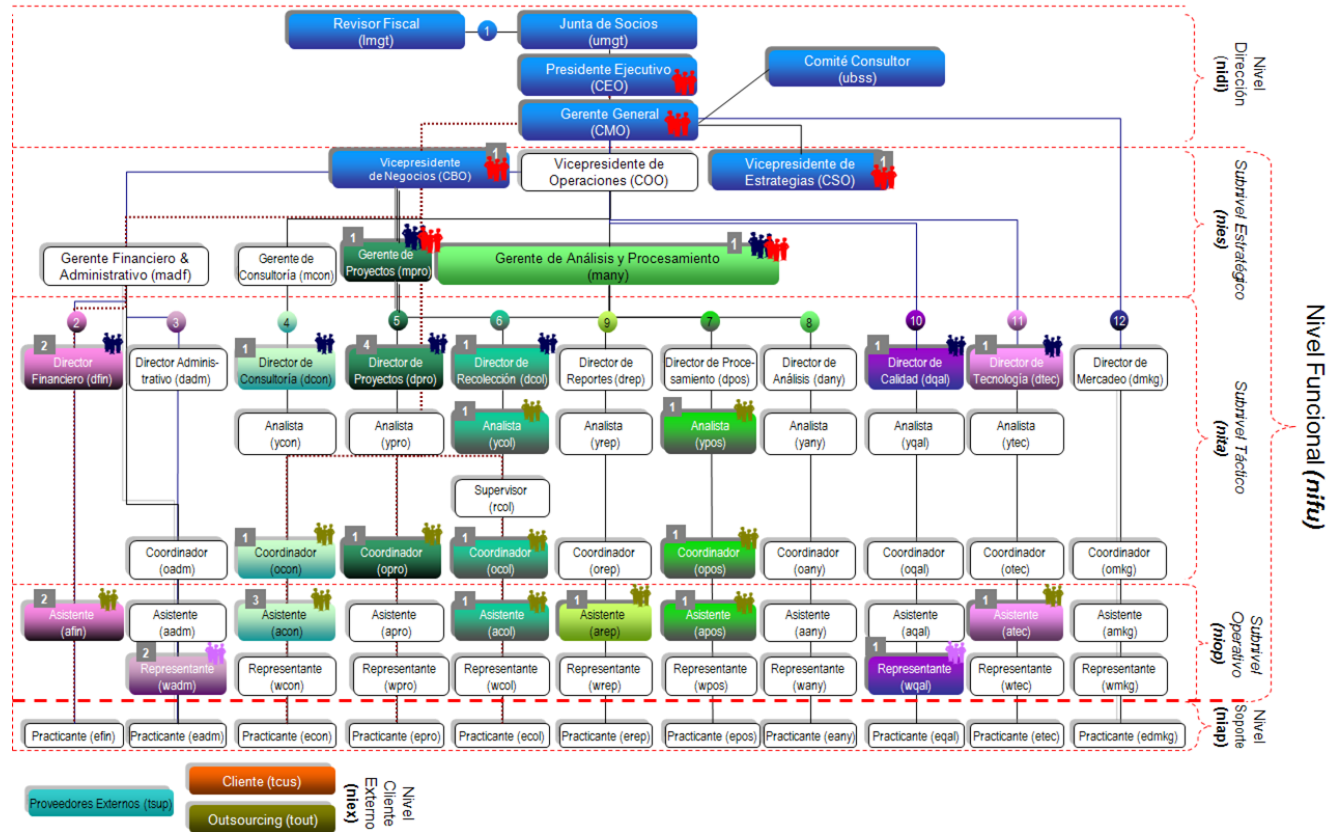 Revisor Fiscal
(lmgt)
1
Junta de Socios
(umgt)
Presidente Ejecutivo
(CEO)
Comité Consultor
(ubss)
Gerente General
(CMO)
Nivel
Dirección
(nidi)
Vicepresidente
de Negocios (CBO)
1
Vicepresidente de
Operaciones (COO)
Vicepresidente de
Estrategias (CSO)
1
Subnivel Estratégico
(nies)
Gerente Financiero &
Administrativo (madf)
Gerente de
Consultoría (mcon)
1
Gerente de
Proyectos (mpro)
1
Gerente de Análisis y Procesamiento
(many)
2
3
4
5
6
9
7
8
10
11
12
2
Director
Financiero (dfin)
Director Adminis-
trativo (dadm)
1
Director de
Consultoría (dcon)
4
Director de
Proyectos (dpro)
1
Director de
Recolección (dcol)
Director de
Reportes (drep)
Director de Proce-
samiento (dpos)
Director de
Análisis (dany)
1
Director de
Calidad (dqal)
1
Director de
Tecnología (dtec)
Director de
Mercadeo (dmkg)
Analista
(ycon)
Analista
(ypro)
1
Analista
(ycol)
Analista
(yrep)
1
Analista
(ypos)
Analista
(yany)
Analista
(yqal)
Analista
(ytec)
Supervisor
(rcol)
Subnivel Táctico
(nita)
Coordinador
(oadm)
1
Coordinador
(ocon)
1
Coordinador
(opro)
1
Coordinador
(ocol)
Coordinador
(orep)
1
Coordinador
(opos)
Coordinador
(oany)
Coordinador
(oqal)
Coordinador
(otec)
Coordinador
(omkg)
2
Asistente
(afin)
Asistente
(aadm)
3
Asistente
(acon)
Asistente
(apro)
1
Asistente
(acol)
1
Asistente
(arep)
1
Asistente
(apos)
Asistente
(aany)
Asistente
(aqal)
1
Asistente
(atec)
Asistente
(amkg)
2
Representante
(wadm)
Representante
(wcon)
Representante
(wpro)
Representante
(wcol)
Representante
(wrep)
Representante
(wpos)
Representante
(wany)
1
Representante
(wqal)
Representante
(wtec)
Representante
(wmkg)
Subnivel
Operativo
(niop)
Nivel Funcional (nifu)
Practicante (efin)
Practicante (eadm)
Practicante (econ)
Practicante (epro)
Practicante (ecol)
Practicante (erep)
Practicante (epos)
Practicante (eany)
Practicante (eqal)
Practicante (etec)
Practicante (edmkg)
Nivel
Soporte
(niap)
Proveedores Externos (tsup)
Cliente (tcus)
Outsourcing (tout)
Nivel
Cliente
Externo
(niex)